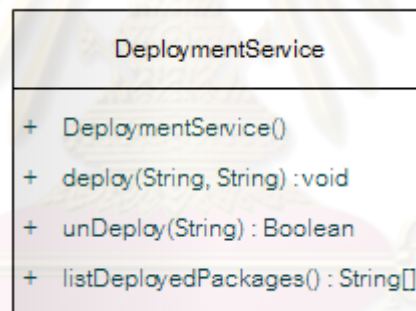 DeploymentService
+ DeploymentService()
+ deploy(String, String) : void
+ unDeploy(String) : Boolean
+ listDeployedPackages() : String[]